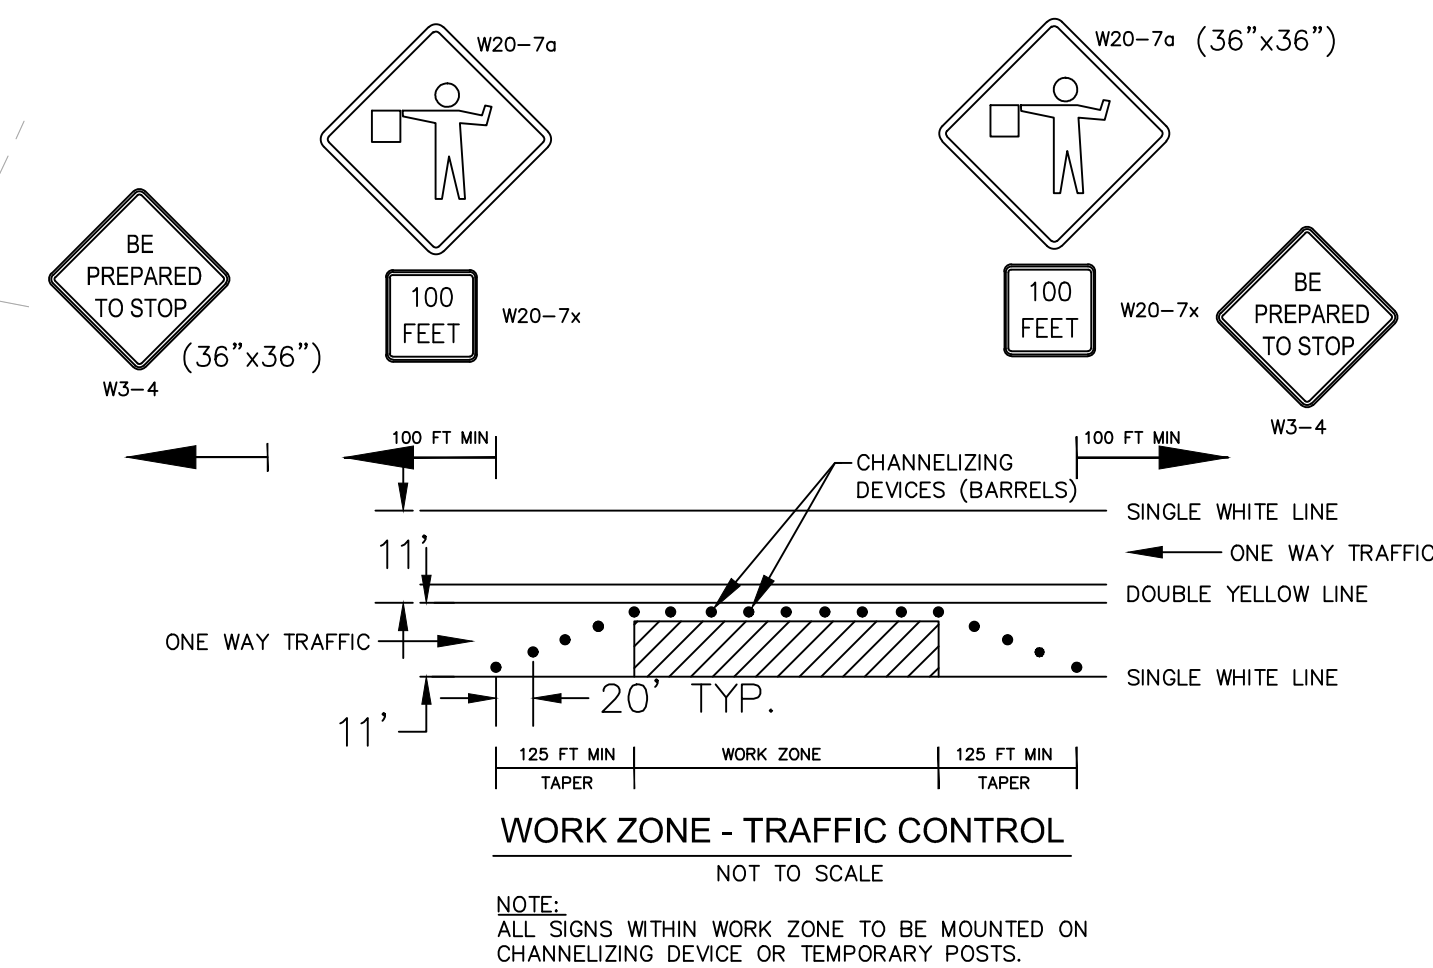 W20-7a
W20-7a (36"x36")
BE
PREPARED
TO STOP
(36"x36")
W3-4
100
FEET
W20-7x
100
FEET
W20-7x
BE
PREPARED
TO STOP
W3-4
100 FT MIN
100 FT MIN
CHANNELIZING
DEVICES (BARRELS)
SINGLE WHITE LINE
11'
ONE WAY TRAFFIC
DOUBLE YELLOW LINE
ONE WAY TRAFFIC
SINGLE WHITE LINE
20' TYP.
11'
125 FT MIN
TAPER
WORK ZONE
125 FT MIN
TAPER
WORK ZONE - TRAFFIC CONTROL
NOT TO SCALE
NOTE:
ALL SIGNS WITHIN WORK ZONE TO BE MOUNTED ON
CHANNELIZING DEVICE OR TEMPORARY POSTS.